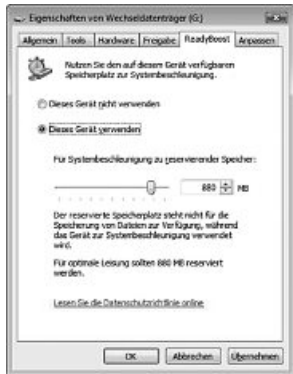 Eigenschaften von Wechseldatenträger (G:)
Allgemein Tools Hardware Freigabe ReadyBoost Anpassen
Nutzen Sie den auf diesem Gerät verfügbaren
Speicherplatz zur Systembeschleunigung.
Dieses Gerät nicht verwenden
Dieses Gerät verwenden
Für Systembeschleunigung zu reservierender Speicher:
880 MB
Der reservierte Speicherplatz steht nicht für die
Speicherung von Dateien zur Verfügung, während
das Gerät zur Systembeschleunigung verwendet
wird.
Für optimale Leisung sollten 880 MB reserviert
werden.
Lesen Sie die Datenschutzrichtlinie online
OK Abbrechen Übernehmen